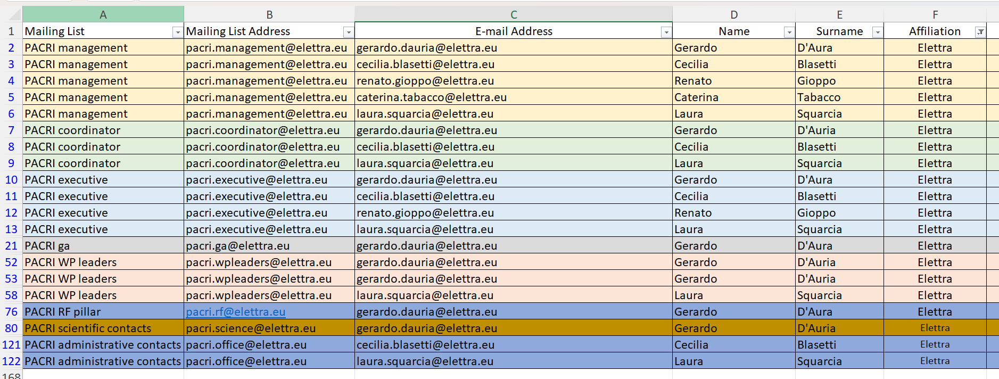 A B C D E F
1 Mailing List Mailing List Address E-mail Address Name Surname Affiliation
2 PACRI management pacri.management@elettra.eu gerardo.dauria@elettra.eu Gerardo D'Aura Elettra
3 PACRI management pacri.management@elettra.eu cecilia.blasetti@elettra.eu Cecilia Blasetti Elettra
4 PACRI management pacri.management@elettra.eu renato.gioppo@elettra.eu Renato Gioppo Elettra
5 PACRI management pacri.management@elettra.eu caterina.tabacco@elettra.eu Caterina Tabacco Elettra
6 PACRI management pacri.management@elettra.eu laura.squarcia@elettra.eu Laura Squarcia Elettra
7 PACRI coordinator pacri.coordinator@elettra.eu gerardo.dauria@elettra.eu Gerardo D'Auria Elettra
8 PACRI coordinator pacri.coordinator@elettra.eu cecilia.blasetti@elettra.eu Cecilia Blasetti Elettra
9 PACRI coordinator pacri.coordinator@elettra.eu laura.squarcia@elettra.eu Laura Squarcia Elettra
10 PACRI executive pacri.executive@elettra.eu gerardo.dauria@elettra.eu Gerardo D'Aura Elettra
11 PACRI executive pacri.executive@elettra.eu cecilia.blasetti@elettra.eu Cecilia Blasetti Elettra
12 PACRI executive pacri.executive@elettra.eu renato.gioppo@elettra.eu Renato Gioppo Elettra
13 PACRI executive pacri.executive@elettra.eu laura.squarcia@elettra.eu Laura Squarcia Elettra
21 PACRI ga pacri.ga@elettra.eu gerardo.dauria@elettra.eu Gerardo D'Aura Elettra
52 PACRI WP leaders pacri.wpleaders@elettra.eu gerardo.dauria@elettra.eu Gerardo D'Auria Elettra
53 PACRI WP leaders pacri.wpleaders@elettra.eu gerardo.dauria@elettra.eu Gerardo D'Auria Elettra
58 PACRI WP leaders pacri.wpleaders@elettra.eu laura.squarcia@elettra.eu Laura Squarcia Elettra
76 PACRI RF pillar pacri.rf@elettra.eu gerardo.dauria@elettra.eu Gerardo D'Aura Elettra
80 PACRI scientific contacts pacri.science@elettra.eu gerardo.dauria@elettra.eu Gerardo D'Auria Elettra
121 PACRI administrative contacts pacri.office@elettra.eu cecilia.blasetti@elettra.eu Cecilia Blasetti Elettra
122 PACRI administrative contacts pacri.office@elettra.eu laura.squarcia@elettra.eu Laura Squarcia Elettra
168